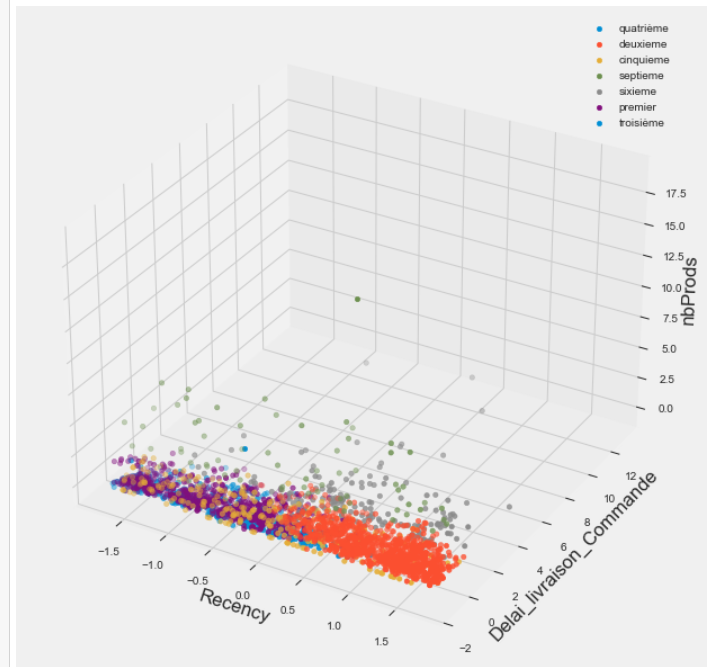 quatrième
deuxieme
cinquieme
septieme
sixieme
premier
troisième
17.5
15.0
12.5
10.0
7.5
5.0
2.5
0.0
nbProds
12
10
8
6
4
2
0
−2
Delai_livraison_Commande
−1.5
−1.0
−0.5
0.0
0.5
1.0
1.5
Recency